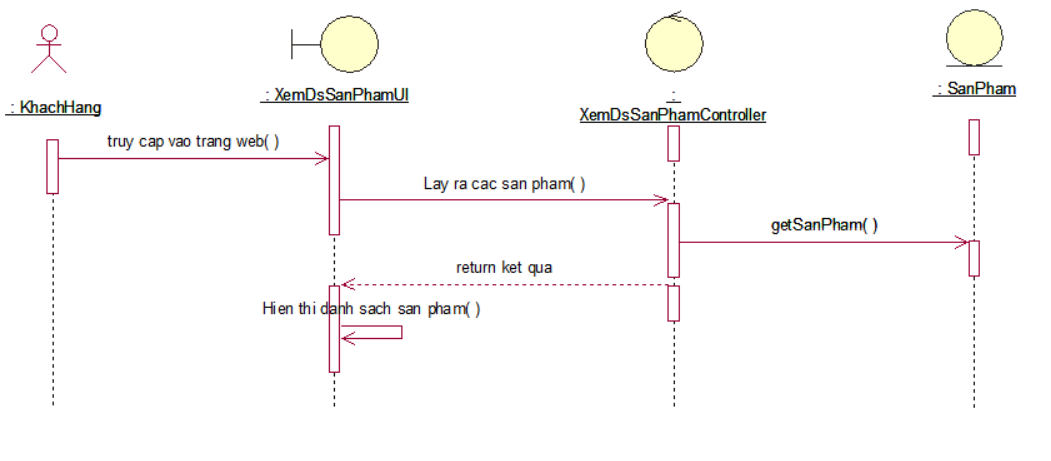 : KhachHang
: XemDsSanPhamUI
:
XemDsSanPhamController
: SanPham
truy cap vao trang web( )
Lay ra cac san pham( )
getSanPham( )
return ket qua
Hien thi danh sach san pham( )